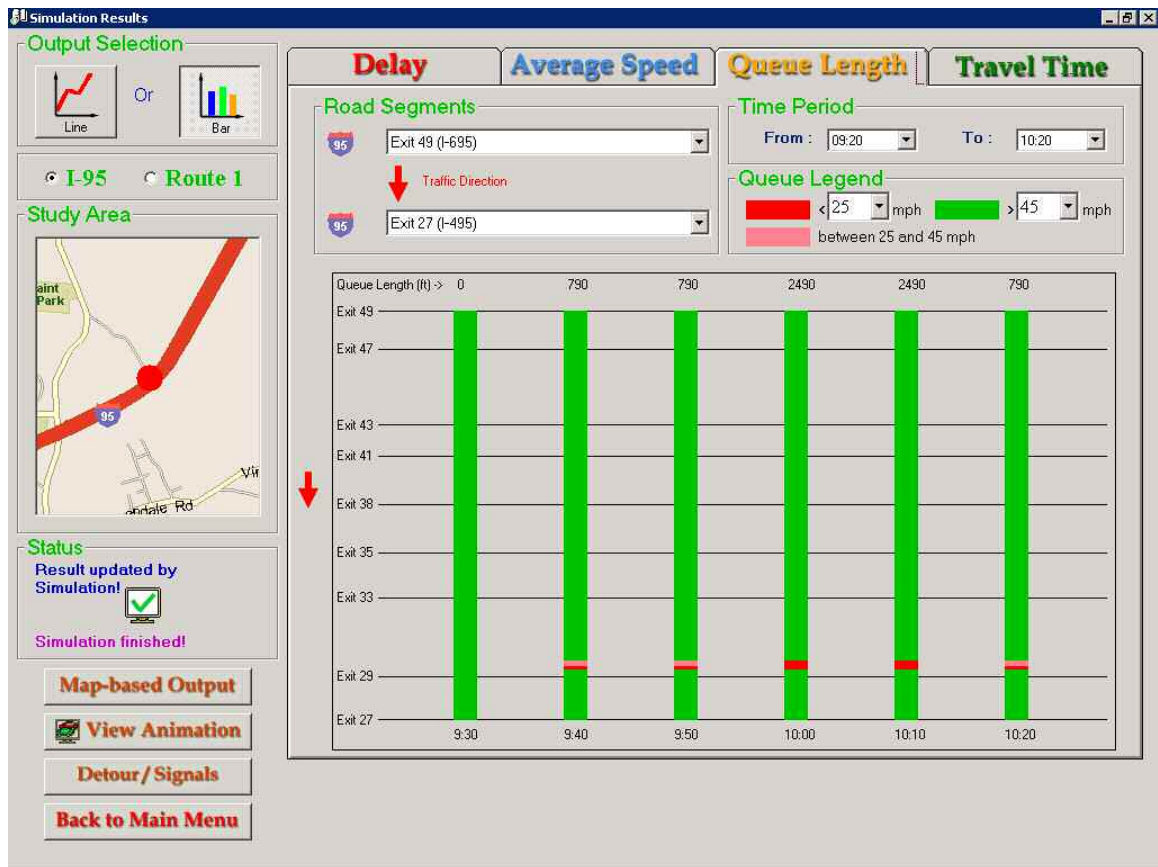 Simulation Results
Output Selection
Line
Or
Bar
I-95
Route 1
Study Area
aint
Park
95
Vir
andale Rd
Status
Result updated by
Simulation!
Simulation finished!
Map-based Output
View Animation
Detour / Signals
Back to Main Menu
Delay
Average Speed
Queue Length
Travel Time
Road Segments
95
Exit 49 (I-695)
Traffic Direction
95
Exit 27 (I-495)
Time Period
From : 09:20 To : 10:20
Queue Legend
< 25 mph > 45 mph
between 25 and 45 mph
Queue Length (ft) -> 0 790 790 2490 2490 790
Exit 49
Exit 47
Exit 43
Exit 41
Exit 38
Exit 35
Exit 33
Exit 29
Exit 27
9:30 9:40 9:50 10:00 10:10 10:20